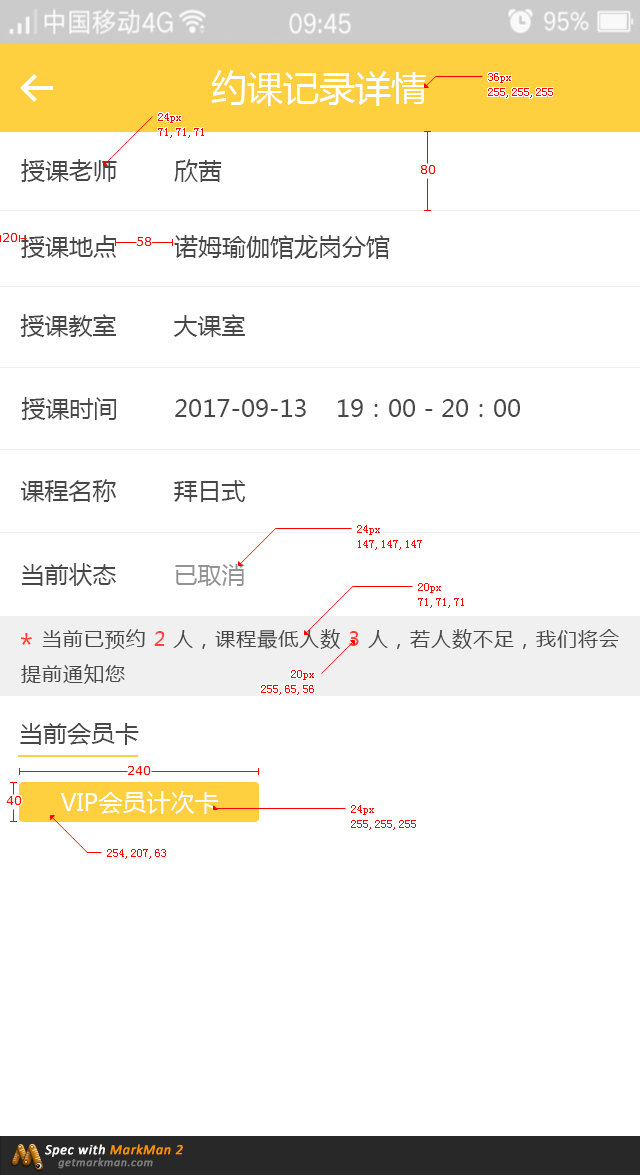 中国移动4G 09:45 95%
约课记录详情
36px
255, 255, 255
24px
71, 71, 71
授课老师 欣茜
80
20 授课地点 58 诺姆瑜伽馆龙岗分馆
授课教室 大课室
授课时间 2017-09-13 19：00 - 20：00
课程名称 拜日式
24px
147, 147, 147
当前状态 已取消
20px
71, 71, 71
* 当前已预约 2 人，课程最低人数 3 人，若人数不足，我们将会
提前通知您
20px
255, 65, 56
当前会员卡
240
40 VIP会员计次卡
24px
255, 255, 255
254, 207, 63
Spec with MarkMan 2
getmarkman.com